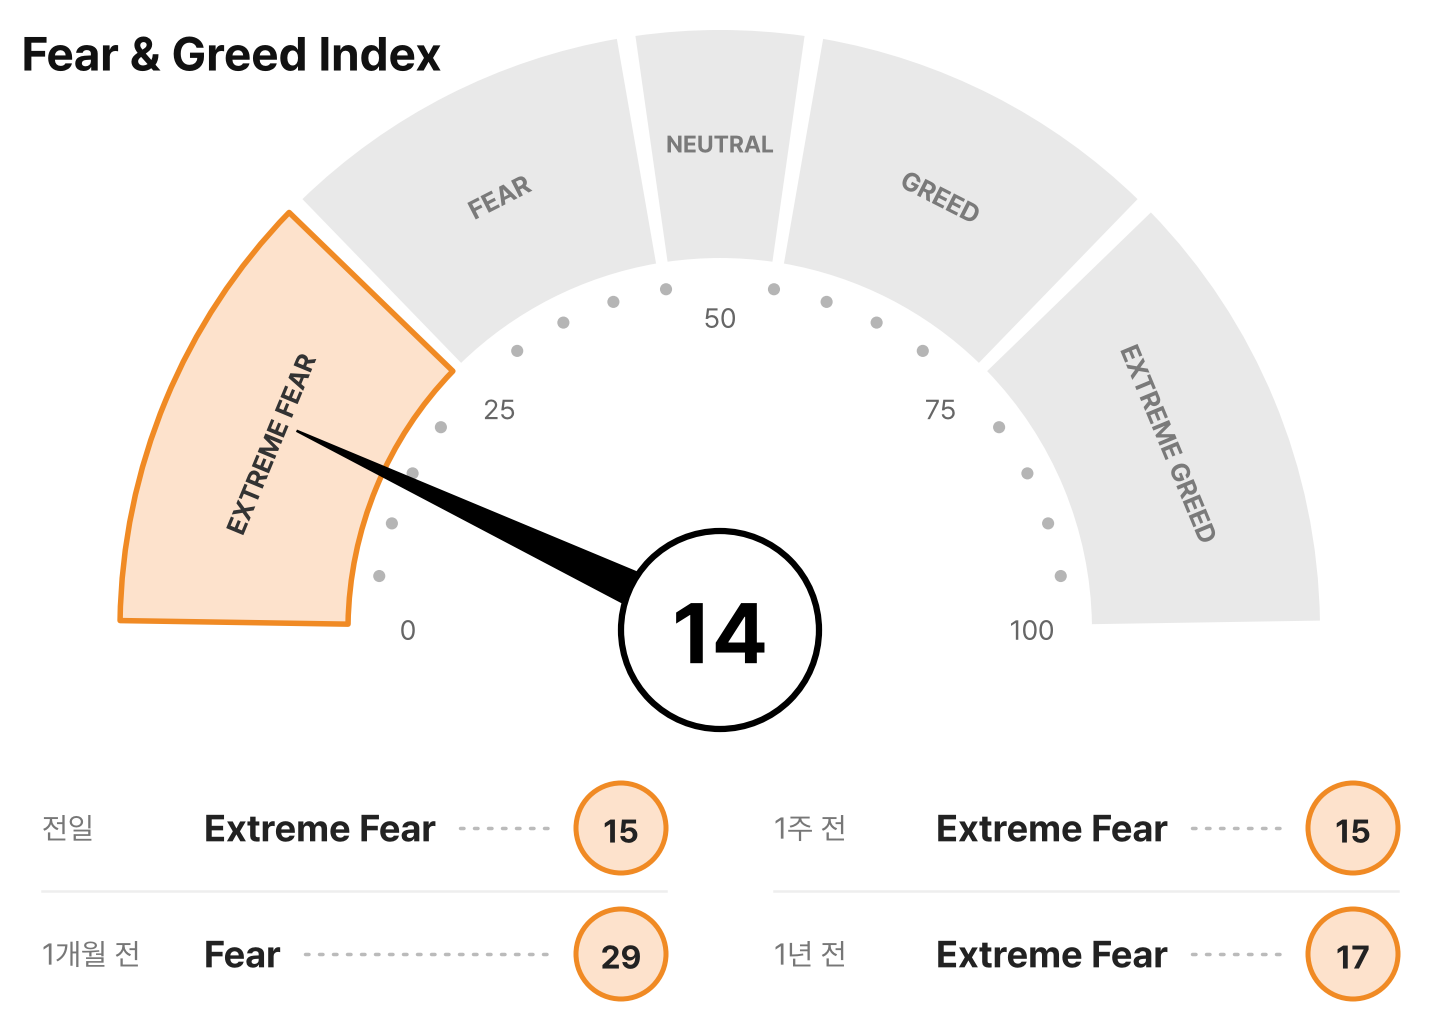 Fear & Greed Index
EXTREME FEAR
FEAR
NEUTRAL
GREED
EXTREME GREED
0
25
50
75
100
14
전일 Extreme Fear 15
1주 전 Extreme Fear 15
1개월 전 Fear 29
1년 전 Extreme Fear 17